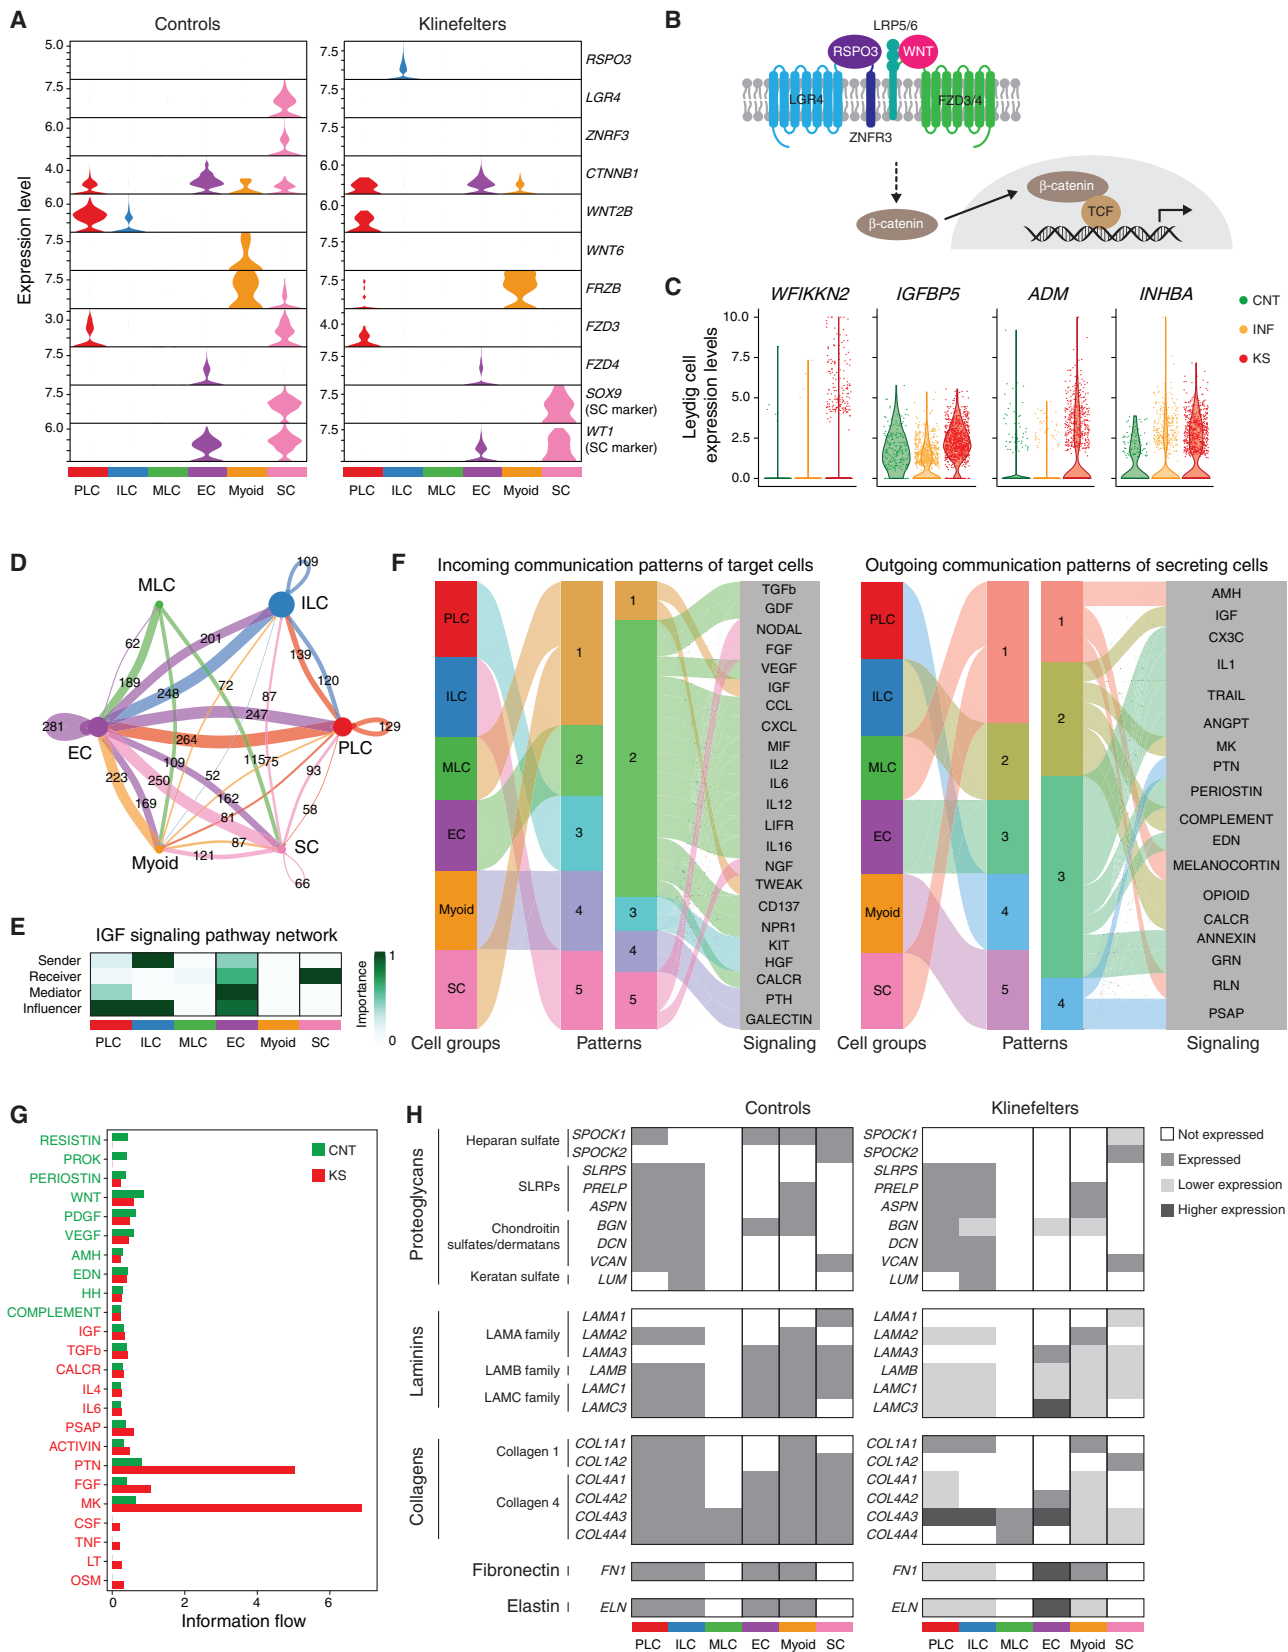 A
Controls
Klinefelters
Expression level
5.0
7.5
6.0
4.0
6.0
7.5
7.5
3.0
7.5
7.5
6.0
7.5
7.5
7.5
6.0
6.0
7.5
7.5
4.0
7.5
7.5
7.5
RSPO3
LGR4
ZNRF3
CTNNB1
WNT2B
WNT6
FRZB
FZD3
FZD4
SOX9
(SC marker)
WT1
(SC marker)
PLC ILC MLC EC Myoid SC
PLC ILC MLC EC Myoid SC
B
LRP5/6
RSPO3
WNT
LGR4
FZD3/4
ZNFR3
β-catenin
β-catenin
TCF
C
WFIKKN2
IGFBP5
ADM
INHBA
Leydig cell
expression levels
10.0
7.5
5.0
2.5
0.0
CNT
INF
KS
D
MLC
ILC
PLC
SC
Myoid
EC
109
62
201
189
248
72
139
120
87
247
281
129
264
109
115
75
223
250
52
93
169
162
58
81
87
121
66
E
IGF signaling pathway network
Sender
Receiver
Mediator
Influencer
Importance
1
0
PLC ILC MLC EC Myoid SC
F
Incoming communication patterns of target cells
PLC
ILC
MLC
EC
Myoid
SC
1
2
3
4
5
1
2
3
4
5
TGFb
GDF
NODAL
FGF
VEGF
IGF
CCL
CXCL
MIF
IL2
IL6
IL12
LIFR
IL16
NGF
TWEAK
CD137
NPR1
KIT
HGF
CALCR
PTH
GALECTIN
Cell groups
Patterns
Signaling
Outgoing communication patterns of secreting cells
PLC
ILC
MLC
EC
Myoid
SC
1
2
3
4
5
1
2
3
4
AMH
IGF
CX3C
IL1
TRAIL
ANGPT
MK
PTN
PERIOSTIN
COMPLEMENT
EDN
MELANOCORTIN
OPIOID
CALCR
ANNEXIN
GRN
RLN
PSAP
Cell groups
Patterns
Signaling
G
RESISTIN
PROK
PERIOSTIN
WNT
PDGF
VEGF
AMH
EDN
HH
COMPLEMENT
IGF
TGFb
CALCR
IL4
IL6
PSAP
ACTIVIN
PTN
FGF
MK
CSF
TNF
LT
OSM
CNT
KS
0 2 4 6
Information flow
H
Controls
Klinefelters
Proteoglycans
Heparan sulfate
SLRPs
Chondroitin
sulfates/dermatans
Keratan sulfate
SPOCK1
SPOCK2
SLRPS
PRELP
ASPN
BGN
DCN
VCAN
LUM
SPOCK1
SPOCK2
SLRPS
PRELP
ASPN
BGN
DCN
VCAN
LUM
Not expressed
Expressed
Lower expression
Higher expression
Laminins
LAMA family
LAMB family
LAMC family
LAMA1
LAMA2
LAMA3
LAMB
LAMC1
LAMC3
LAMA1
LAMA2
LAMA3
LAMB
LAMC1
LAMC3
Collagens
Collagen 1
Collagen 4
COL1A1
COL1A2
COL4A1
COL4A2
COL4A3
COL4A4
COL1A1
COL1A2
COL4A1
COL4A2
COL4A3
COL4A4
Fibronectin
FN1
FN1
Elastin
ELN
ELN
PLC ILC MLC EC Myoid SC
PLC ILC MLC EC Myoid SC